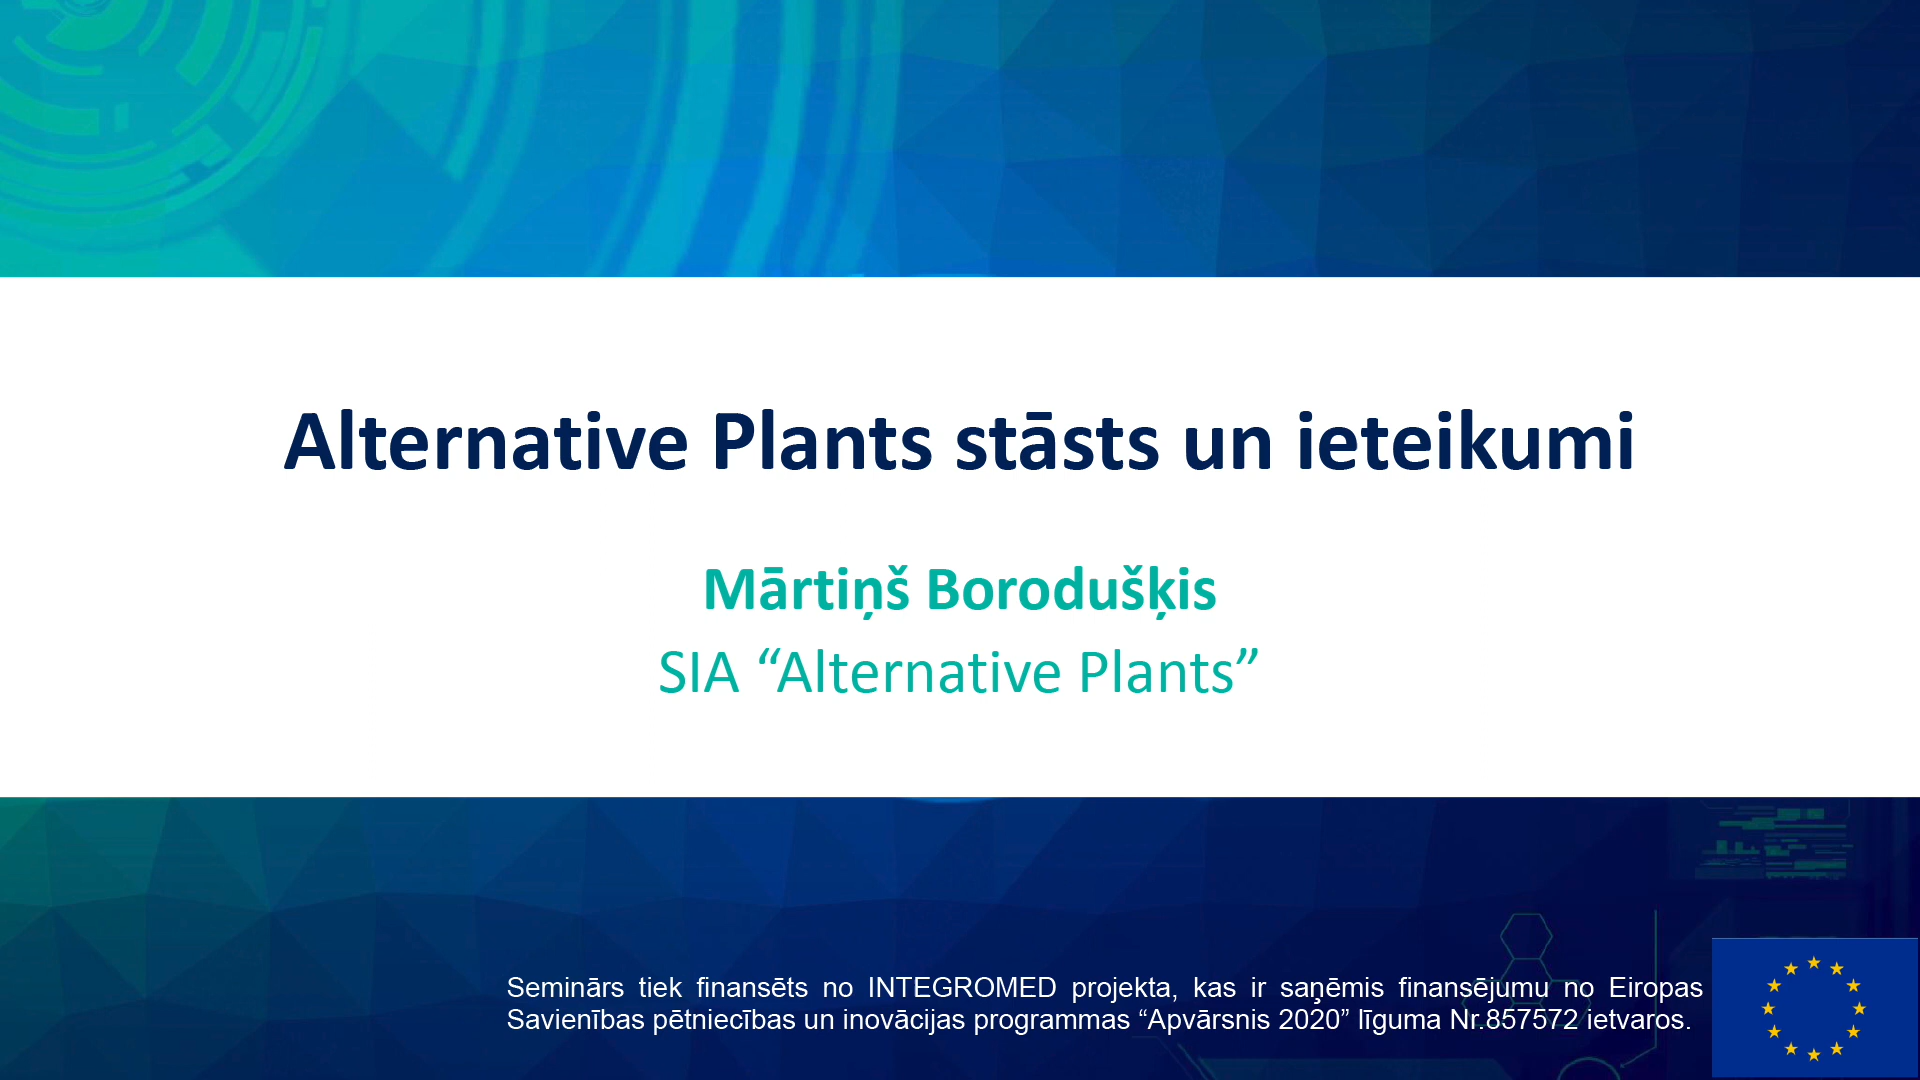 Alternative Plants stāsts un ieteikumi
Mārtiņš Borodušķis
SIA “Alternative Plants”
Seminārs tiek finansēts no INTEGROMED projekta, kas ir saņēmis finansējumu no Eiropas
Savienības pētniecības un inovācijas programmas “Apvārsnis 2020” līguma Nr.857572 ietvaros.